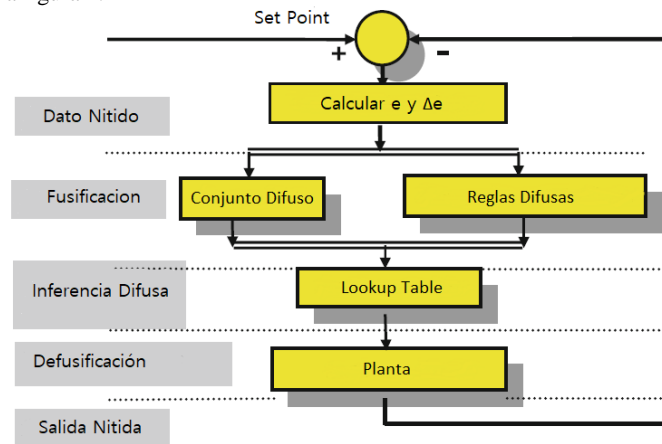 Set Point
+
-
Calcular e y Δe
Dato Nitido
Fusificacion
Conjunto Difuso
Reglas Difusas
Inferencia Difusa
Lookup Table
Defusificación
Planta
Salida Nitida